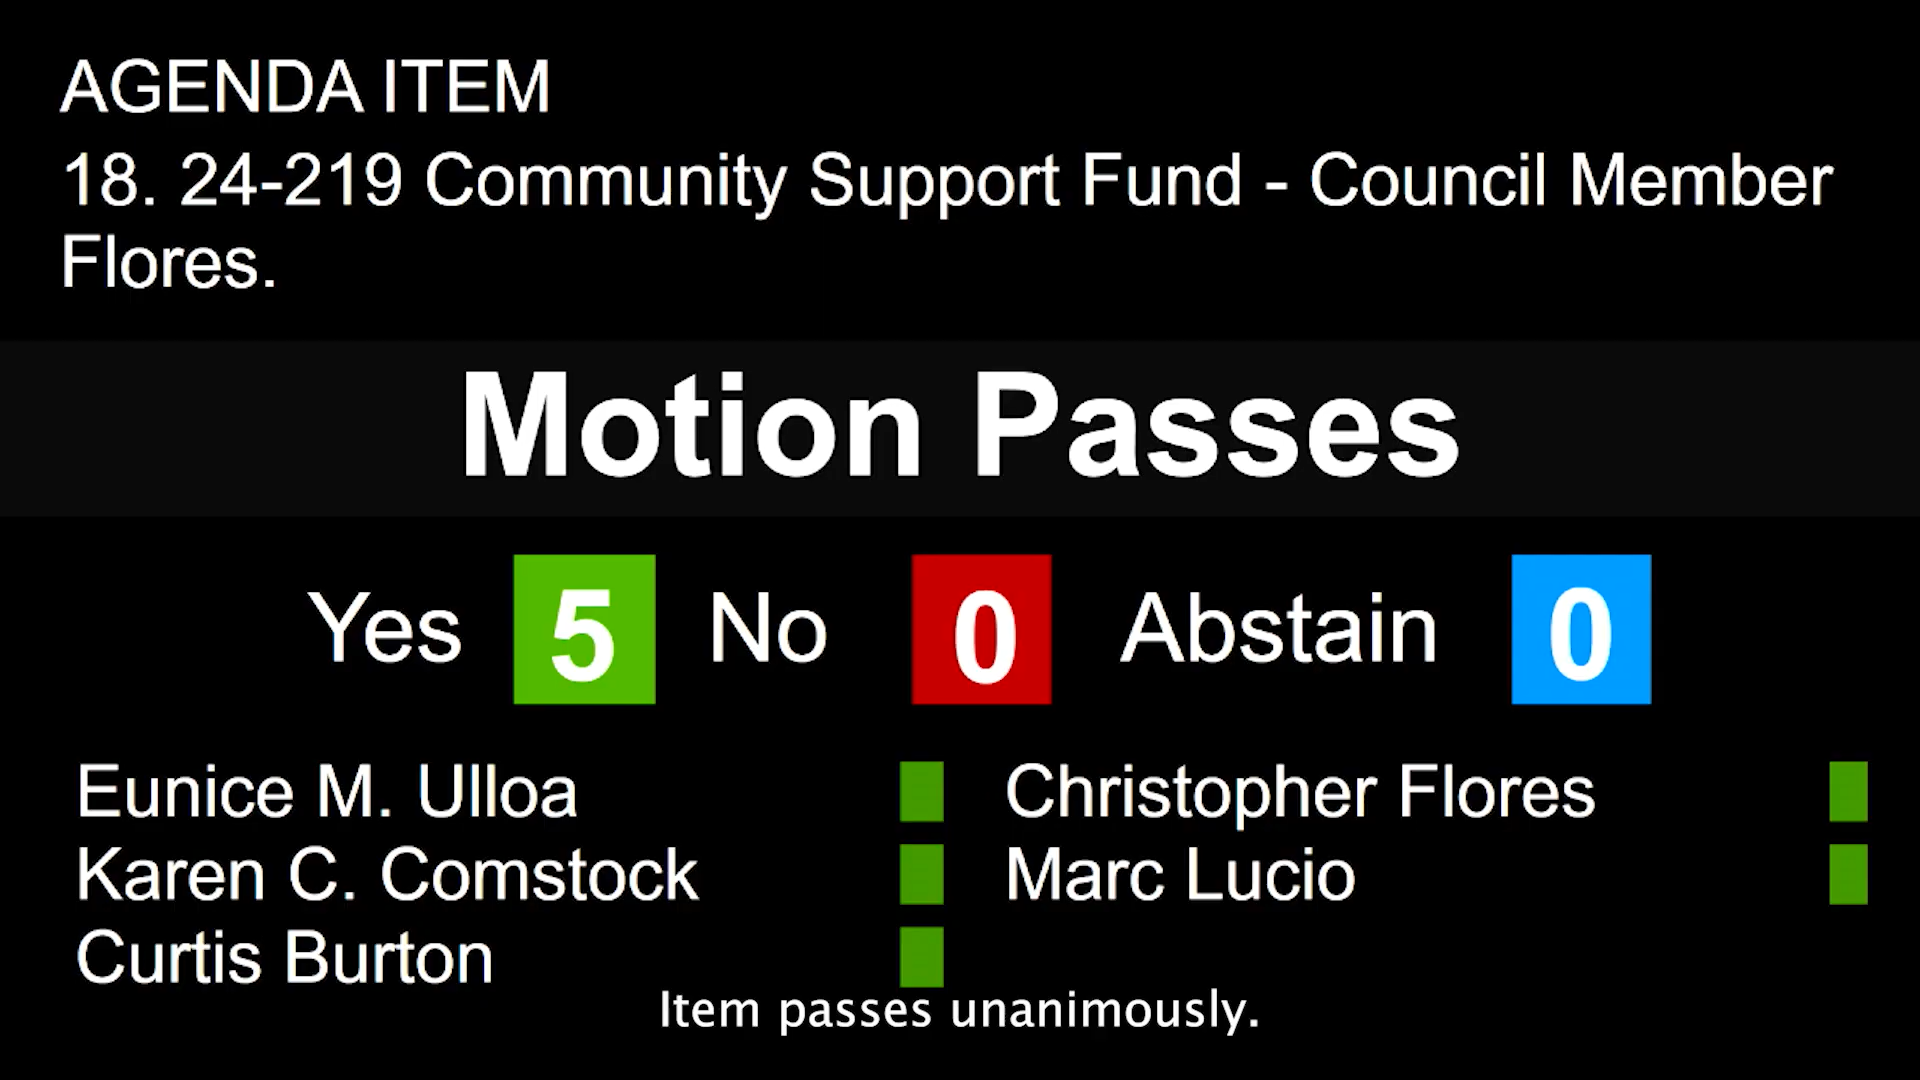 AGENDA ITEM
18. 24-219 Community Support Fund - Council Member
Flores.
Motion Passes
Yes 5 No 0 Abstain 0
Eunice M. Ulloa
Christopher Flores
Karen C. Comstock
Marc Lucio
Curtis Burton
Item passes unanimously.